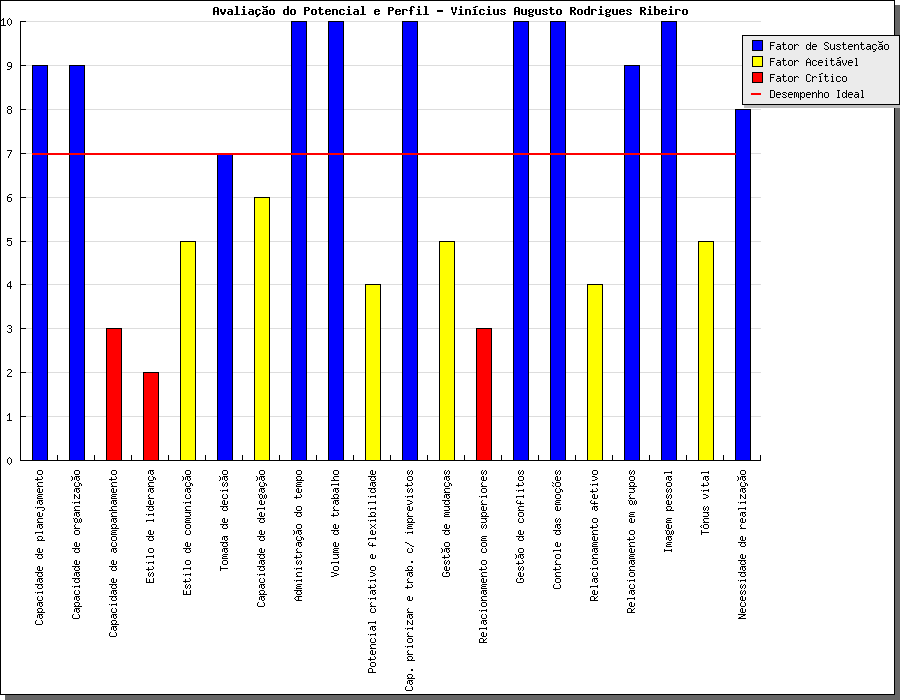 Avaliação do Potencial e Perfil - Vinícius Augusto Rodrigues Ribeiro
Fator de Sustentação
Fator Aceitável
Fator Crítico
Desempenho Ideal
10
9
8
7
6
5
4
3
2
1
0
Capacidade de planejamento
Capacidade de organização
Capacidade de acompanhamento
Estilo de liderança
Estilo de comunicação
Tomada de decisão
Capacidade de delegação
Administração do tempo
Volume de trabalho
Potencial criativo e flexibilidade
Cap. priorizar e trab. c/ imprevistos
Gestão de mudanças
Relacionamento com superiores
Gestão de conflitos
Controle das emoções
Relacionamento afetivo
Relacionamento em grupos
Imagem pessoal
Tônus vital
Necessidade de realização